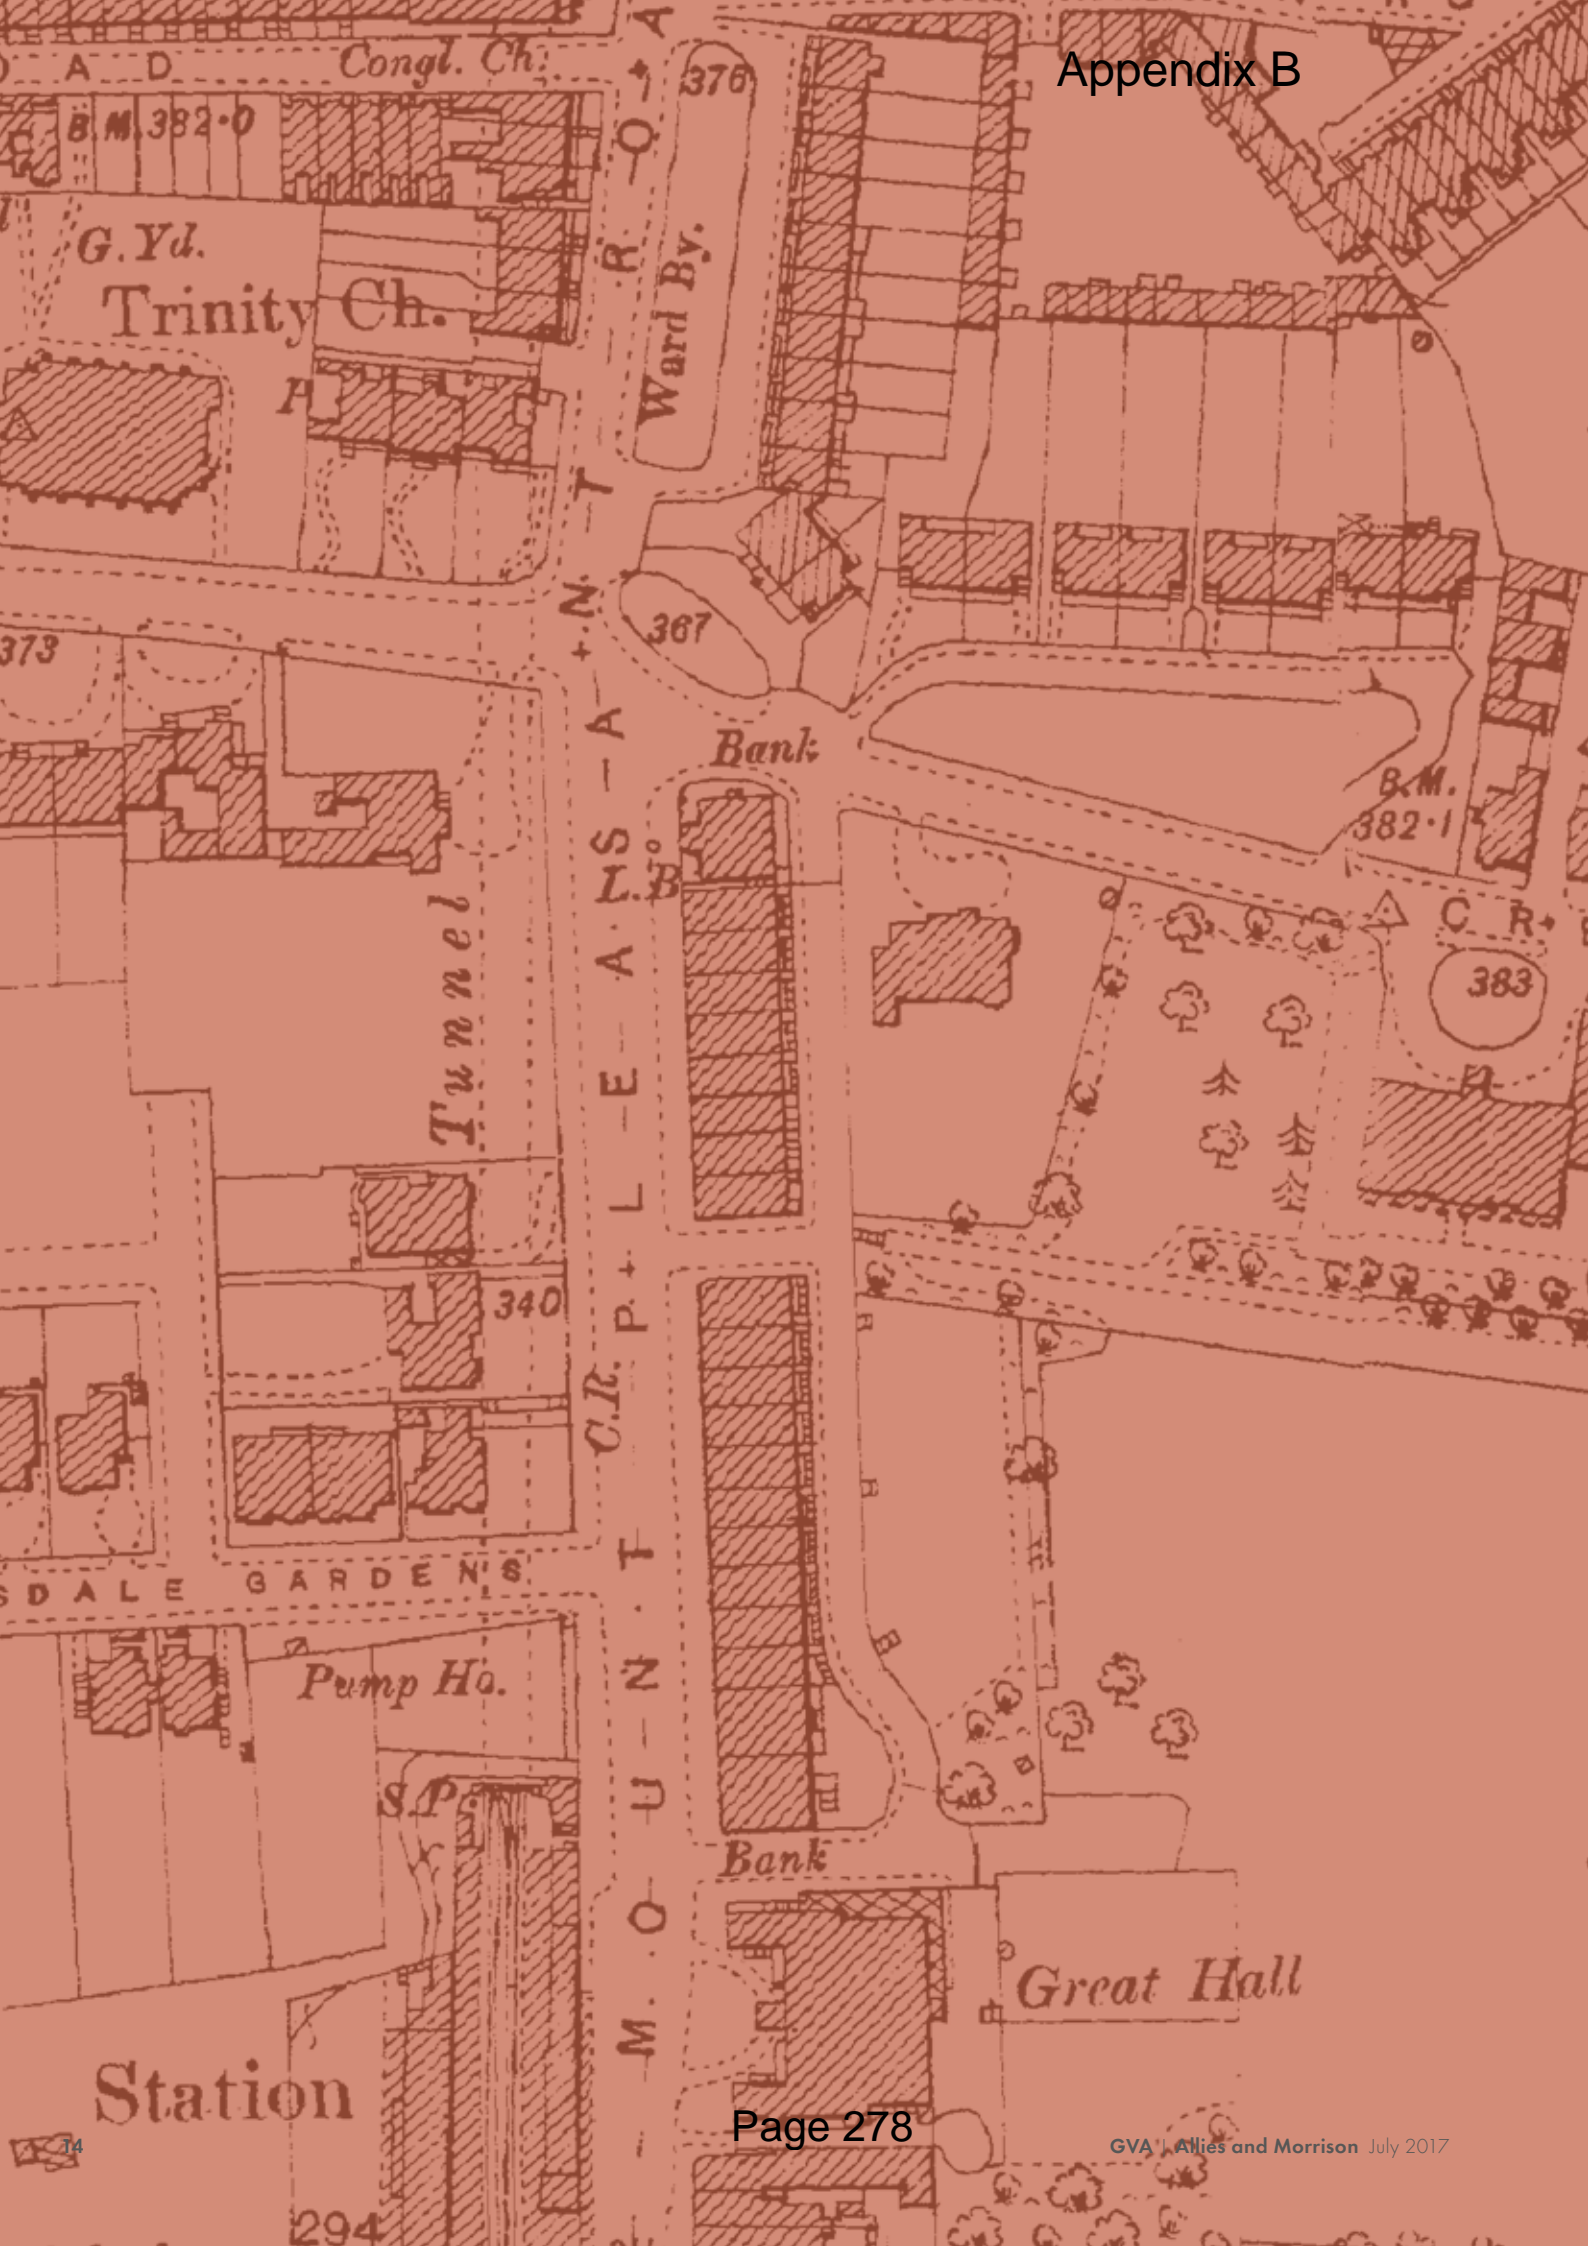 Appendix B
O A D
Congl. Ch.
376
B.M. 382·0
G. Yd.
Trinity Ch.
Ward By.
P
367
373
Bank
B.M.
382·1
L.B
C R
383
Tunnel
MOUNT PLEASANT ROA
340
C.R.
SDALE GARDENS
Pump Ho.
S.P.
Bank
Great Hall
Station
Page 278
14
GVA | Allies and Morrison July 2017
294